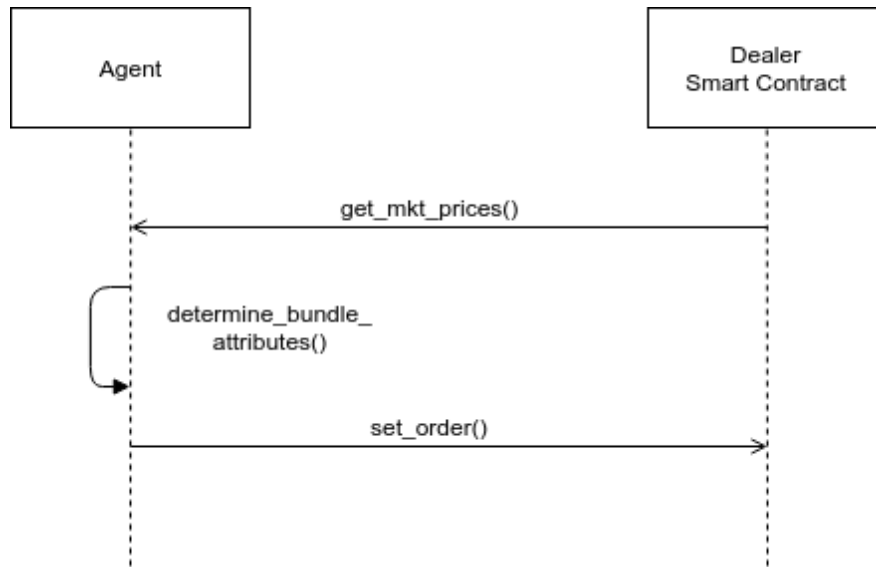 Agent
Dealer
Smart Contract
get_mkt_prices()
determine_bundle_
attributes()
set_order()